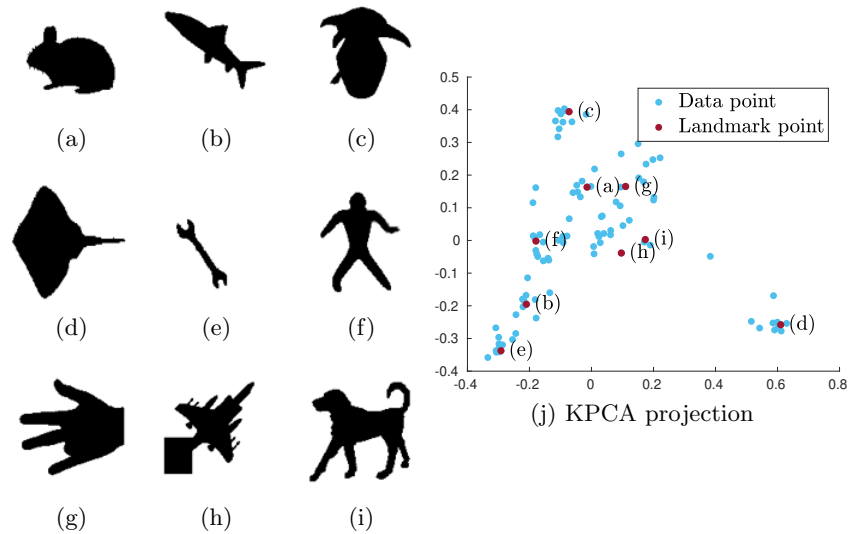 (a)
(b)
(c)
(d)
(e)
(f)
(g)
(h)
(i)
0.5
0.4
0.3
0.2
0.1
0
-0.1
-0.2
-0.3
-0.4
-0.4
-0.2
0
0.2
0.4
0.6
0.8
Data point
Landmark point
(c)
(a)
(g)
(f)
(i)
(h)
(b)
(d)
(e)
(j) KPCA projection